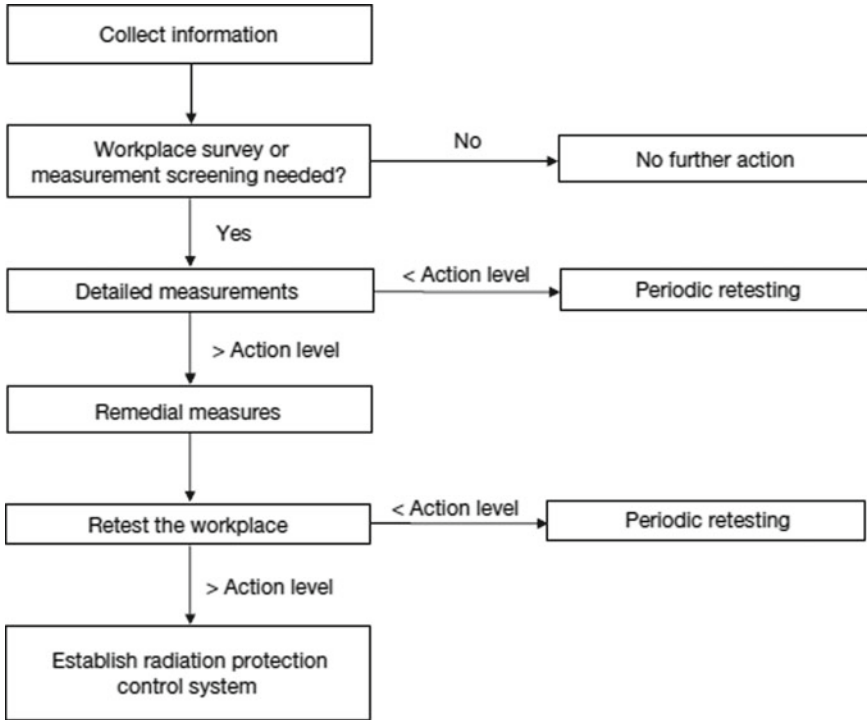 Collect information
Workplace survey or
measurement screening needed?
No
No further action
Yes
Detailed measurements
< Action level
Periodic retesting
> Action level
Remedial measures
Retest the workplace
< Action level
Periodic retesting
> Action level
Establish radiation protection
control system